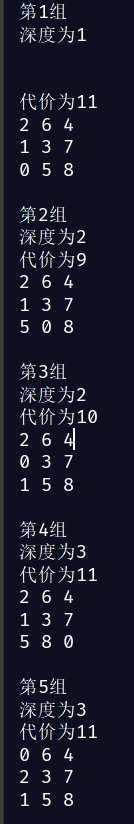 第1组
深度为1
代价为11
2 6 4
1 3 7
0 5 8
第2组
深度为2
代价为9
2 6 4
1 3 7
5 0 8
第3组
深度为2
代价为10
2 6 4
0 3 7
1 5 8
第4组
深度为3
代价为11
2 6 4
1 3 7
5 8 0
第5组
深度为3
代价为11
0 6 4
2 3 7
1 5 8